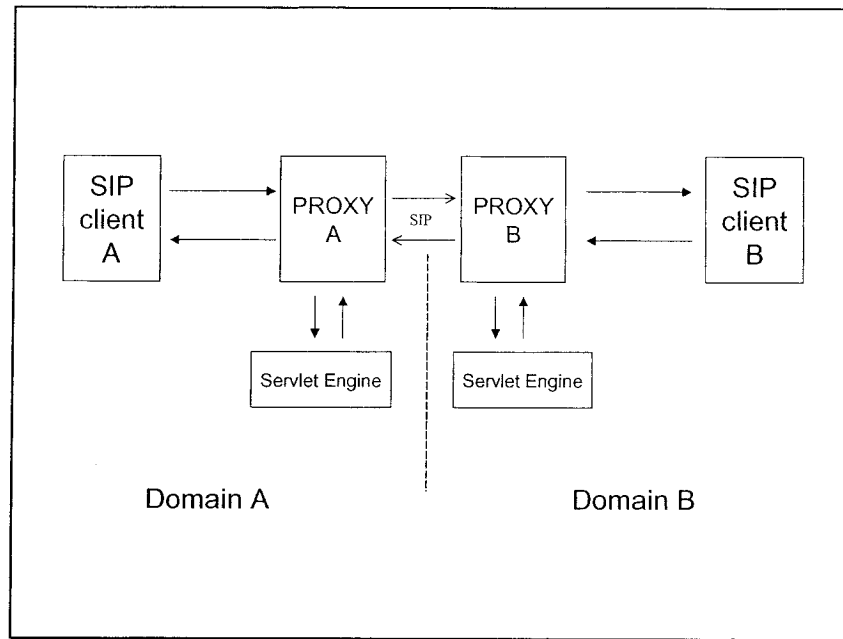 SIP
client
A
PROXY
A
SIP
PROXY
B
SIP
client
B
Servlet Engine
Servlet Engine
Domain A
Domain B